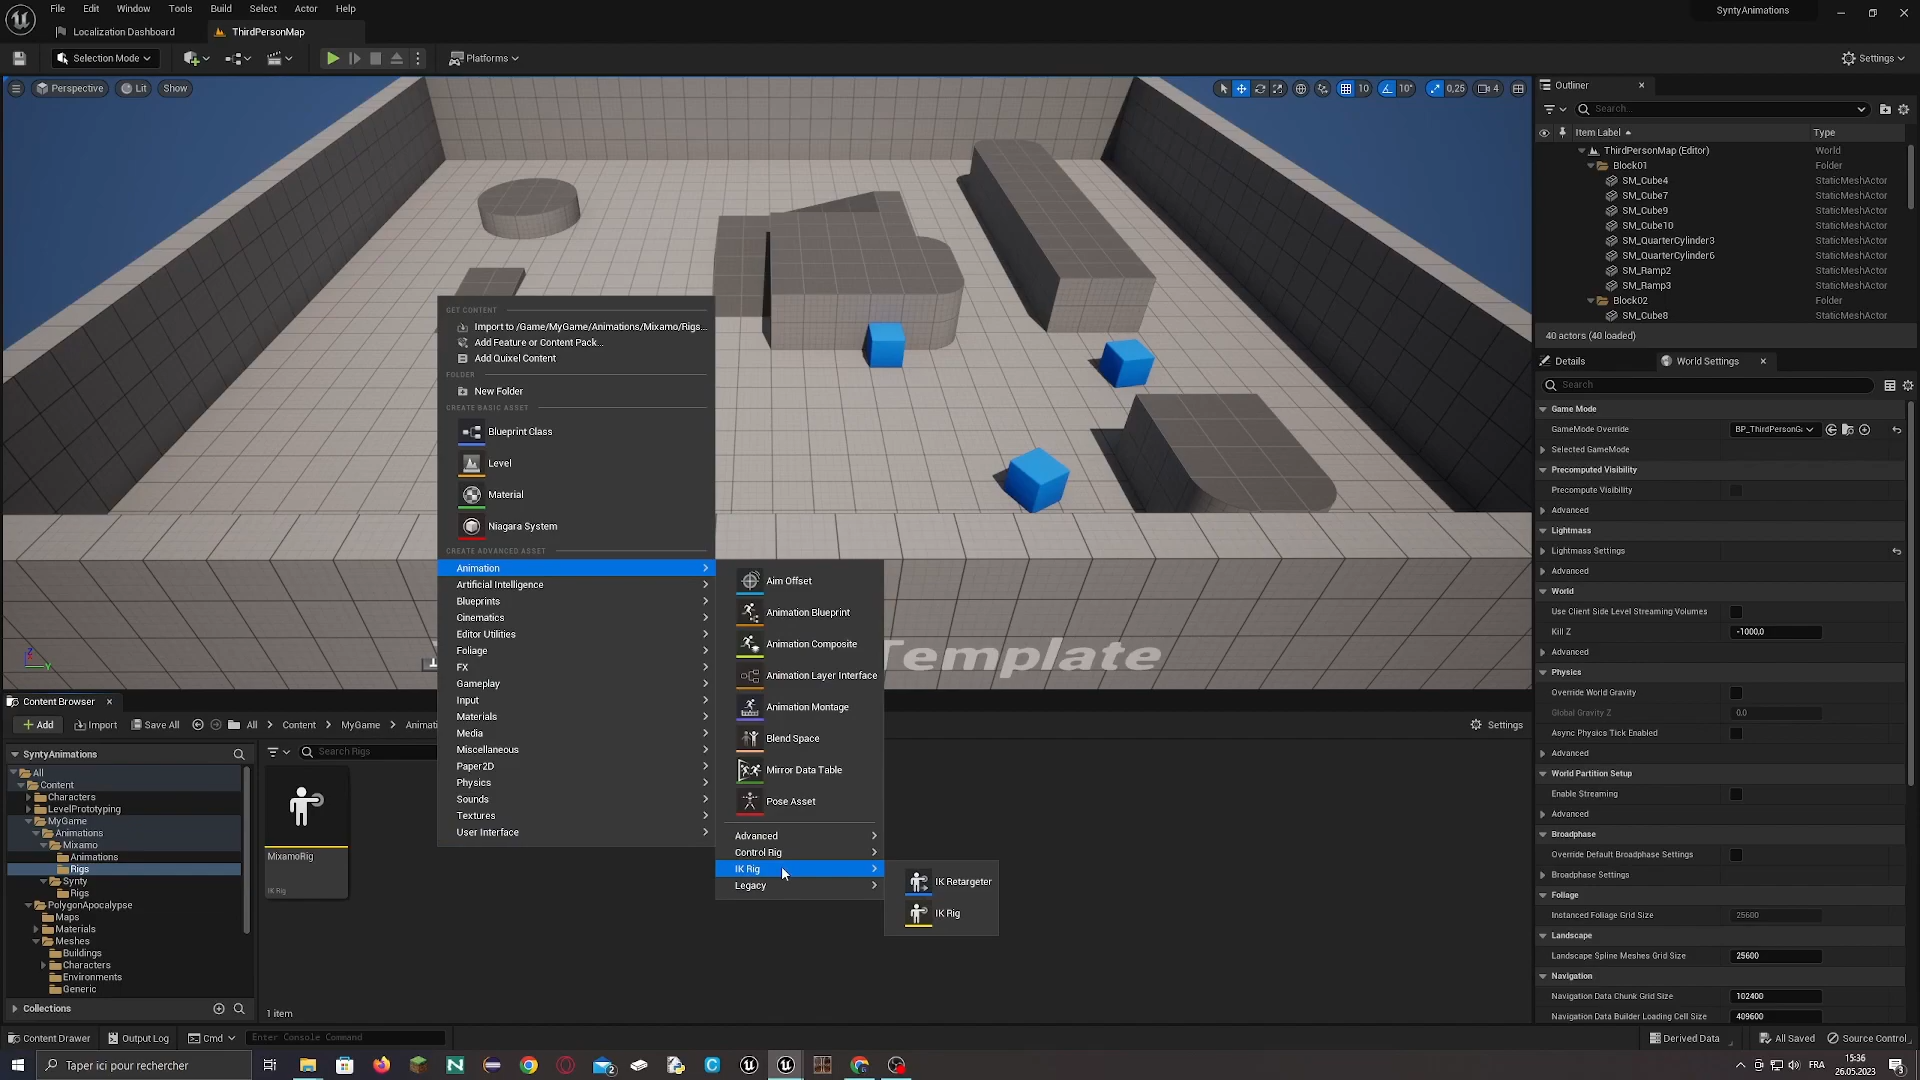 File Edit Window Tools Build Select Actor Help
SyntyAnimations
Localization Dashboard
ThirdPersonMap
Selection Mode
Platforms
Settings
Perspective
Lit
Show
10
10°
0,25
4
Outliner
Search...
Item Label
Type
ThirdPersonMap (Editor) World
Block01 Folder
SM_Cube4 StaticMeshActor
SM_Cube7 StaticMeshActor
SM_Cube9 StaticMeshActor
SM_Cube10 StaticMeshActor
SM_QuarterCylinder3 StaticMeshActor
SM_QuarterCylinder6 StaticMeshActor
SM_Ramp2 StaticMeshActor
SM_Ramp3 StaticMeshActor
Block02 Folder
SM_Cube8 StaticMeshActor
40 actors (40 loaded)
Details
World Settings
Search
Game Mode
GameMode Override BP_ThirdPersonGa
Selected GameMode
Precomputed Visibility
Precompute Visibility
Advanced
Lightmass
Lightmass Settings
Advanced
World
Use Client Side Level Streaming Volumes
Kill Z -1000,0
Advanced
Physics
Override World Gravity
Global Gravity Z 0,0
Async Physics Tick Enabled
Advanced
World Partition Setup
Enable Streaming
Advanced
Broadphase
Override Default Broadphase Settings
Broadphase Settings
Foliage
Instanced Foliage Grid Size 25600
Landscape
Landscape Spline Meshes Grid Size 25600
Navigation
Navigation Data Chunk Grid Size 102400
Navigation Data Builder Loading Cell Size 409600
GET CONTENT
Import to /Game/MyGame/Animations/Mixamo/Rigs...
Add Feature or Content Pack...
Add Quixel Content
FOLDER
New Folder
CREATE BASIC ASSET
Blueprint Class
Level
Material
Niagara System
CREATE ADVANCED ASSET
Animation
Artificial Intelligence
Blueprints
Cinematics
Editor Utilities
Foliage
FX
Gameplay
Input
Materials
Media
Miscellaneous
Paper2D
Physics
Sounds
Textures
User Interface
Aim Offset
Animation Blueprint
Animation Composite
Animation Layer Interface
Animation Montage
Blend Space
Mirror Data Table
Pose Asset
Advanced
Control Rig
IK Rig
Legacy
IK Retargeter
IK Rig
Template
Z
Y
Content Browser
Add
Import
Save All
All
Content
MyGame
Animati
Settings
SyntyAnimations
Search Rigs
All
Content
Characters
LevelPrototyping
MyGame
Animations
Mixamo
Animations
Rigs
Synty
Rigs
PolygonApocalypse
Maps
Materials
Meshes
Buildings
Characters
Environments
Generic
Collections
MixamoRig
IK Rig
1 item
Content Drawer
Output Log
Cmd
Enter Console Command
Derived Data
All Saved
Source Control
Taper ici pour rechercher
2
FRA
15:36
26.05.2023
3